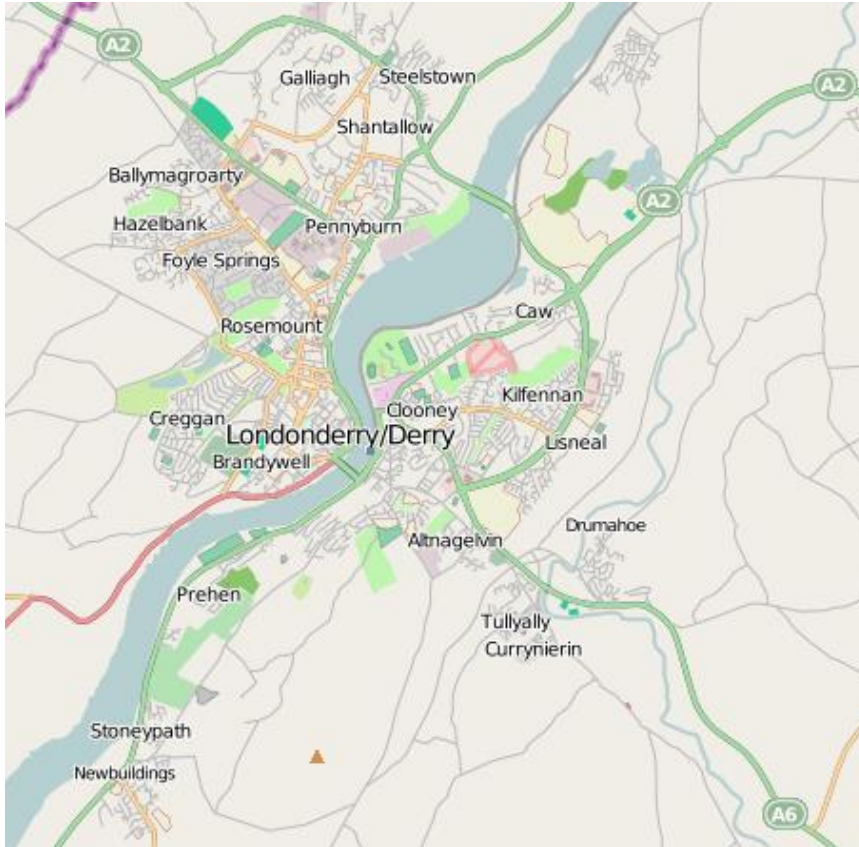 A2
Galliagh
Steelstown
A2
Shantallow
Ballymagroarty
A2
Hazelbank
Pennyburn
Foyle Springs
Caw
Rosemount
Kilfennan
Creggan
Clooney
Londonderry/Derry
Lisneal
Brandywell
Drumahoe
Altnagelvin
Prehen
Tullyally
Currynierin
Stoneypath
Newbuildings
A6